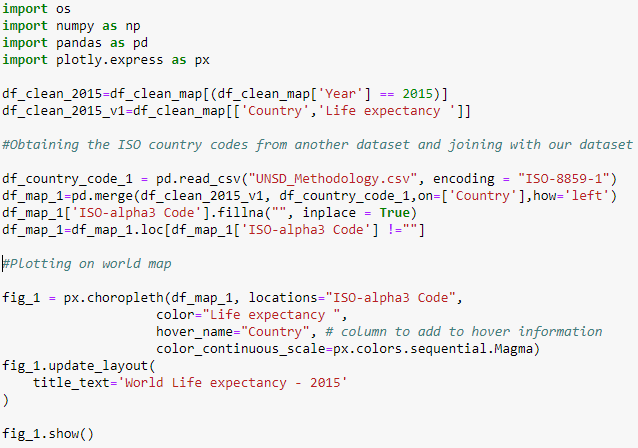 import os
import numpy as np
import pandas as pd
import plotly.express as px
df_clean_2015=df_clean_map[(df_clean_map['Year'] == 2015)]
df_clean_2015_v1=df_clean_map[['Country','Life expectancy ']]
#Obtaining the ISO country codes from another dataset and joining with our dataset
df_country_code_1 = pd.read_csv("UNSD_Methodology.csv", encoding = "ISO-8859-1")
df_map_1=pd.merge(df_clean_2015_v1, df_country_code_1,on=['Country'],how='left')
df_map_1['ISO-alpha3 Code'].fillna("", inplace = True)
df_map_1=df_map_1.loc[df_map_1['ISO-alpha3 Code'] !=""]
#Plotting on world map
fig_1 = px.choropleth(df_map_1, locations="ISO-alpha3 Code",
                    color="Life expectancy ",
                    hover_name="Country", # column to add to hover information
                    color_continuous_scale=px.colors.sequential.Magma)
fig_1.update_layout(
    title_text='World Life expectancy - 2015'
)
fig_1.show()